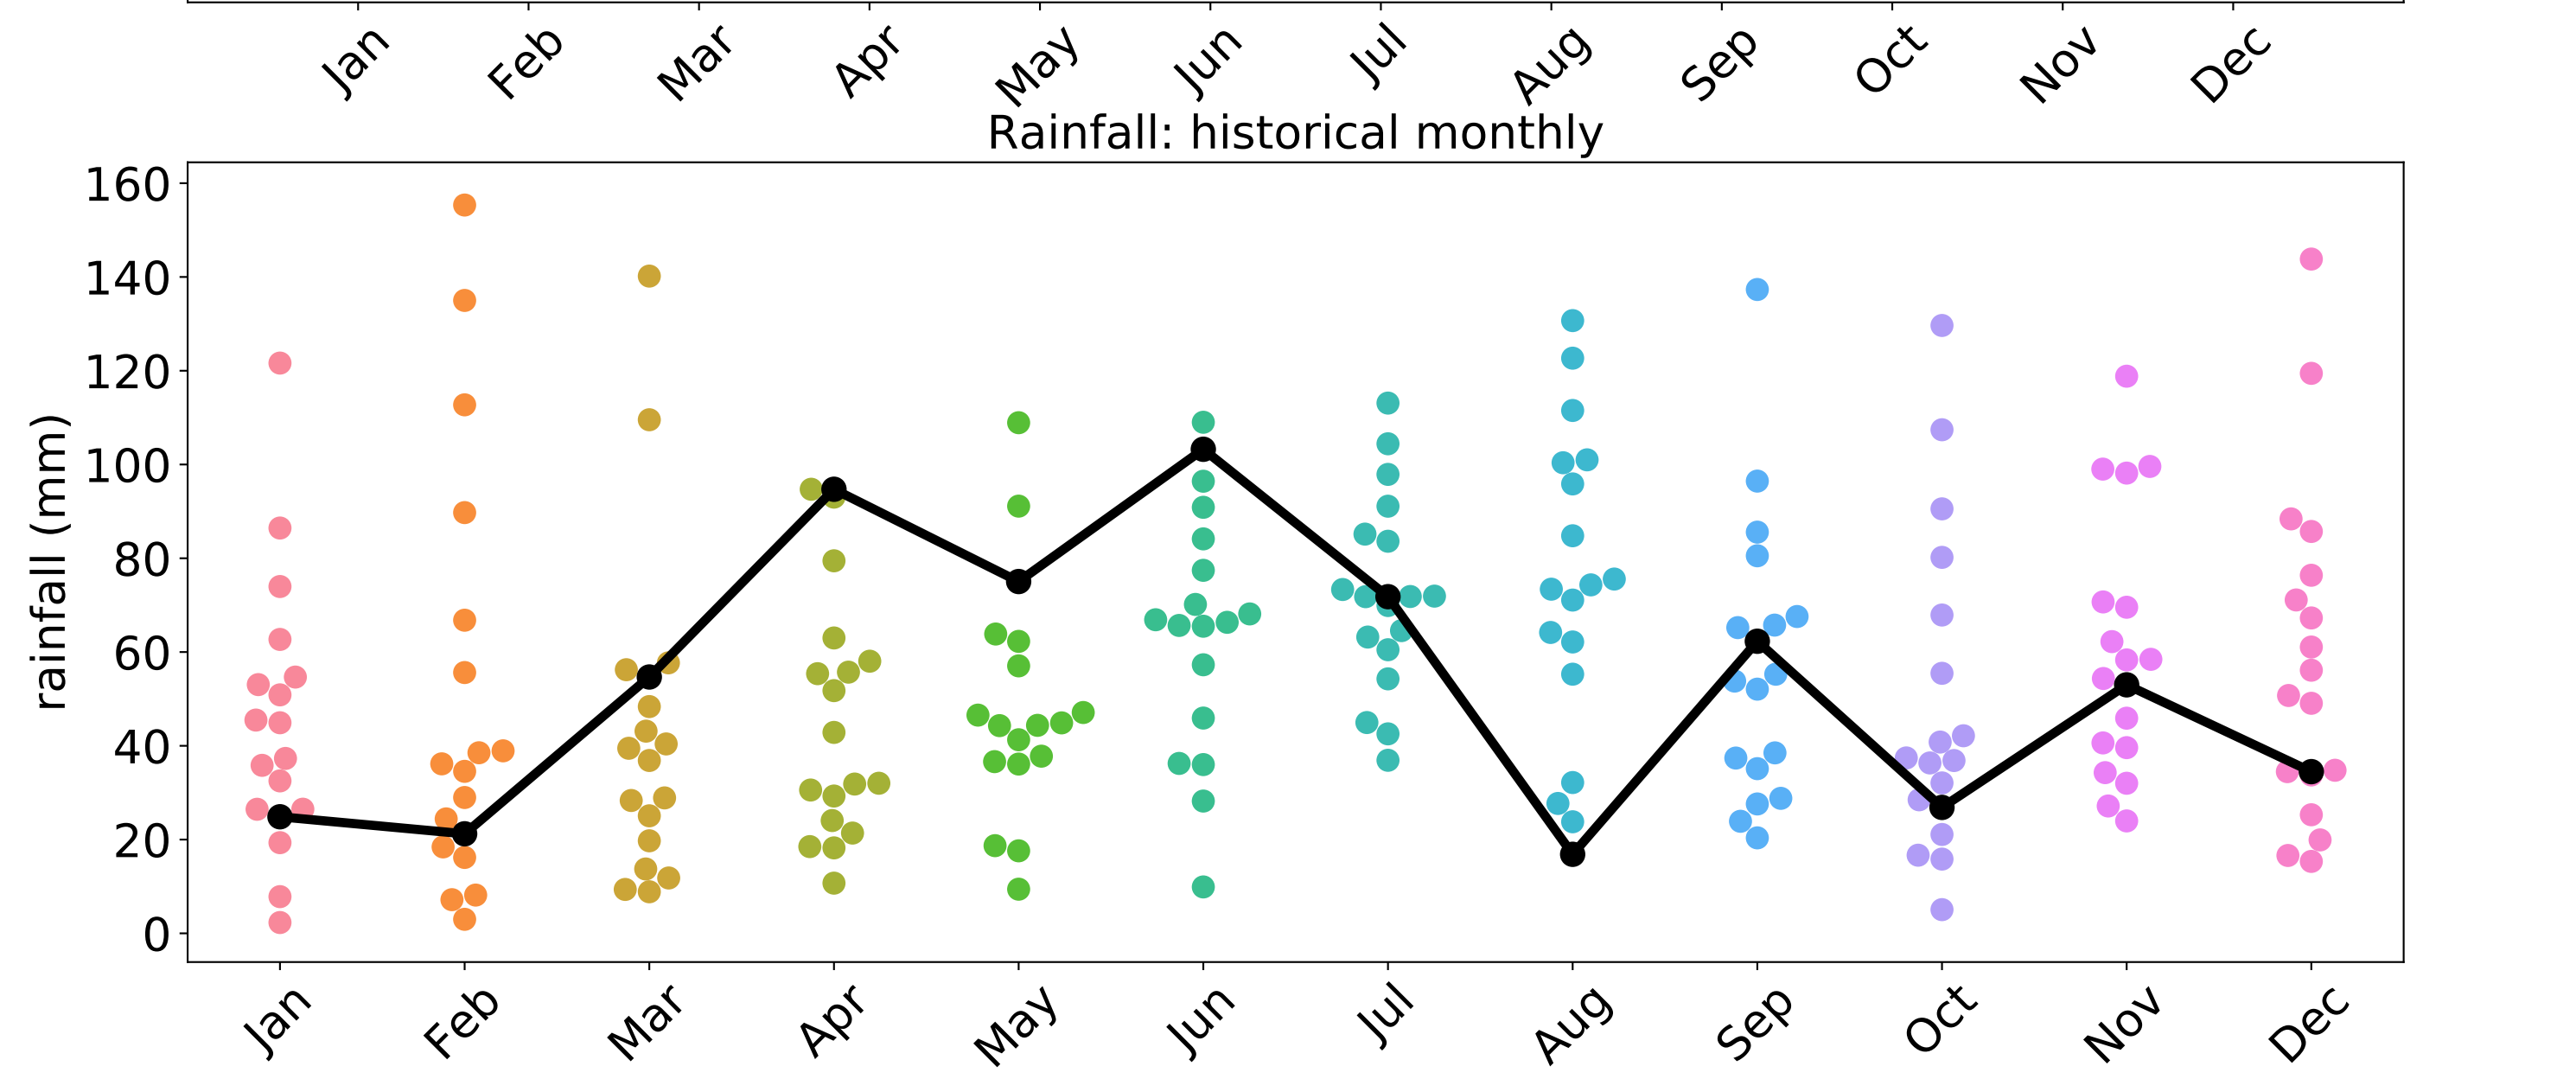 Jan Feb Mar Apr May Jun Jul Aug Sep Oct Nov Dec
Rainfall: historical monthly
160
140
120
100
80
60
40
20
0
rainfall (mm)
Jan Feb Mar Apr May Jun Jul Aug Sep Oct Nov Dec